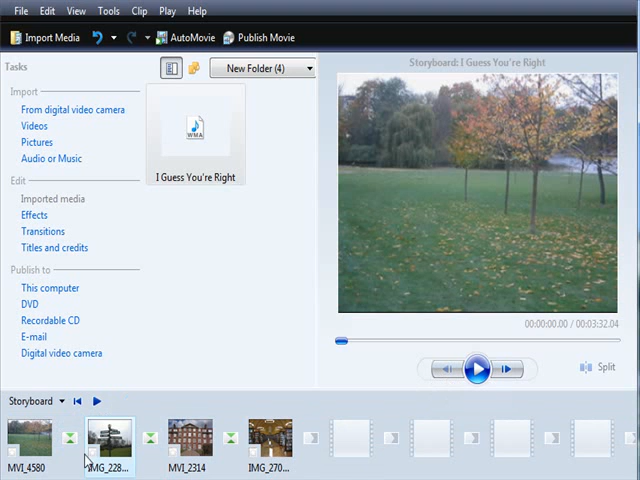 File Edit View Tools Clip Play Help
Import Media AutoMovie Publish Movie
Tasks
New Folder (4)
Storyboard: I Guess You're Right
Import
From digital video camera
Videos
Pictures
Audio or Music
WMA
I Guess You're Right
Edit
Imported media
Effects
Transitions
Titles and credits
Publish to
This computer
DVD
Recordable CD
E-mail
Digital video camera
00:00:00.00 / 00:03:32.04
Split
Storyboard
MVI_4580
IMG_228...
MVI_2314
IMG_270...